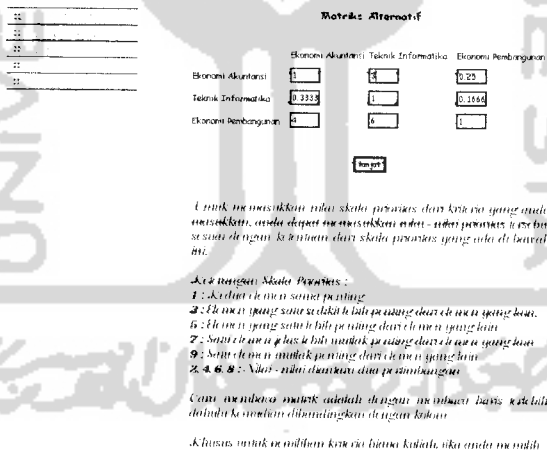 Matriks Alternatif
Ekonomi Akuntansi Teknik Informatika Ekonomi Pembangunan
Ekonomi Akuntansi 1 3 0.25
Teknik Informatika 0.3333 1 0.1666
Ekonomi Pembangunan 4 6 1
lanjut
Untuk memasukkan nilai skala prioritas dari kriteria yang anda
masukkan, anda dapat memasukkan nilai - nilai prioritas
sesuai dengan ketentuan dari skala prioritas yang ada di bawah
ini.
Keterangan Skala Prioritas :
1 : Kedua elemen sama penting
3 : Elemen yang satu sedikit lebih penting dari elemen yang lain.
5 : Elemen yang satu lebih penting dari elemen yang lain
7 : Satu elemen jelas lebih mutlak penting dari elemen yang lain
9 : Satu elemen mutlak penting dari elemen yang lain
2, 4, 6, 8 : Nilai - nilai diantara dua pertimbangan
Cara membaca matrik adalah dengan membaca baris terlebih
dahulu kemudian dibandingkan dengan kolom
Khusus untuk pemilihan kriteria biaya kuliah, jika anda memilih